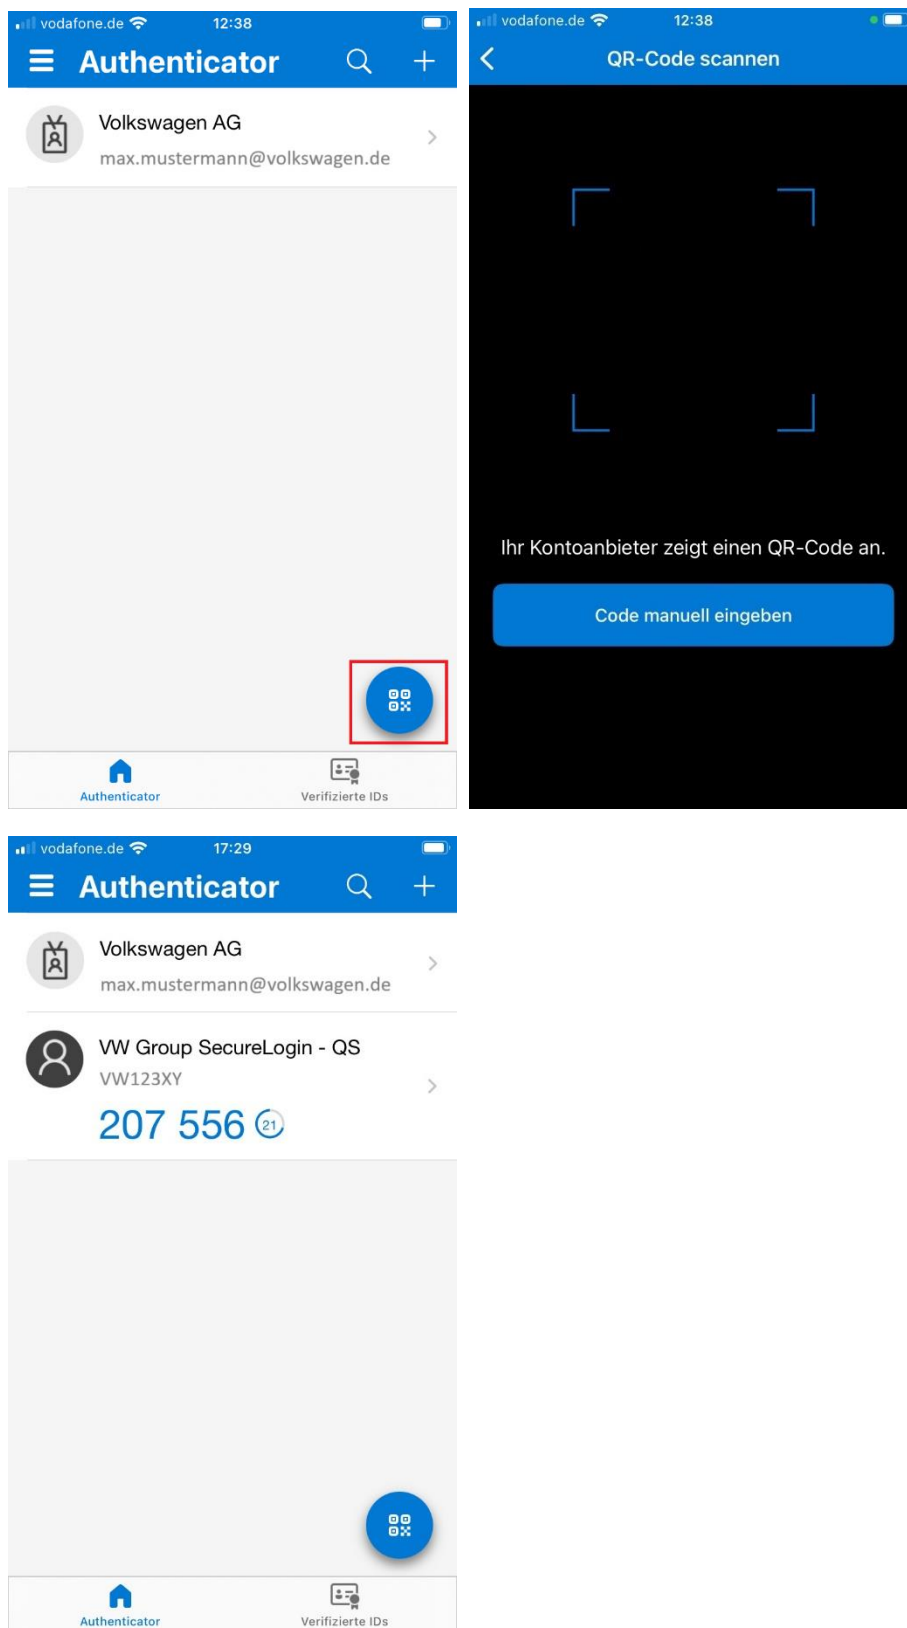 vodafone.de 12:38
Authenticator
Volkswagen AG
max.mustermann@volkswagen.de
Authenticator Verifizierte IDs
vodafone.de 12:38
QR-Code scannen
Ihr Kontoanbieter zeigt einen QR-Code an.
Code manuell eingeben
vodafone.de 17:29
Authenticator
Volkswagen AG
max.mustermann@volkswagen.de
VW Group SecureLogin - QS
VW123XY
207 556 21
Authenticator Verifizierte IDs